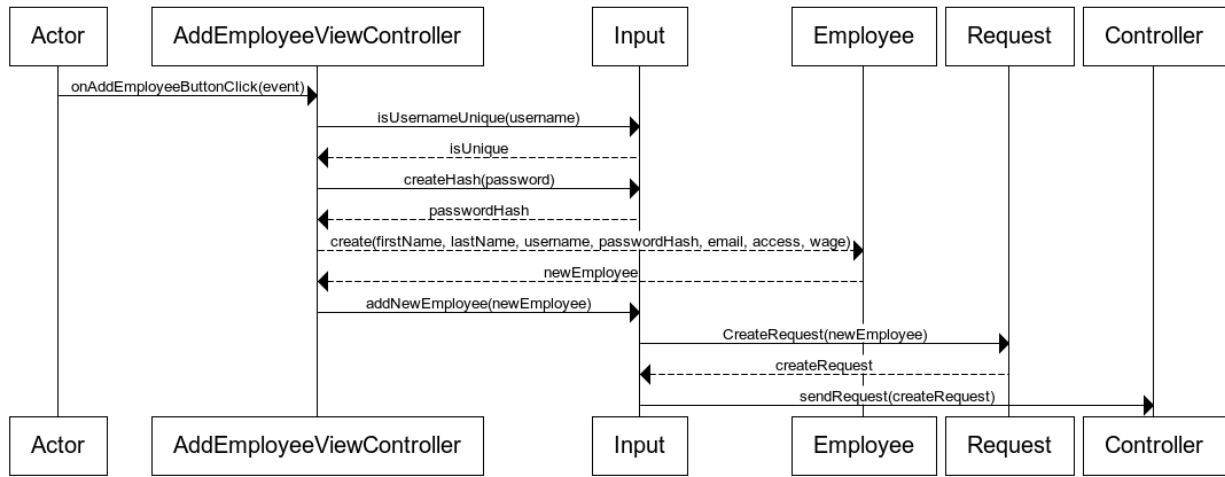 Actor
AddEmployeeViewController
Input
Employee
Request
Controller
onAddEmployeeButtonClick(event)
isUsernameUnique(username)
isUnique
createHash(password)
passwordHash
create(firstName, lastName, username, passwordHash, email, access, wage)
newEmployee
addNewEmployee(newEmployee)
CreateRequest(newEmployee)
createRequest
sendRequest(createRequest)
Actor
AddEmployeeViewController
Input
Employee
Request
Controller